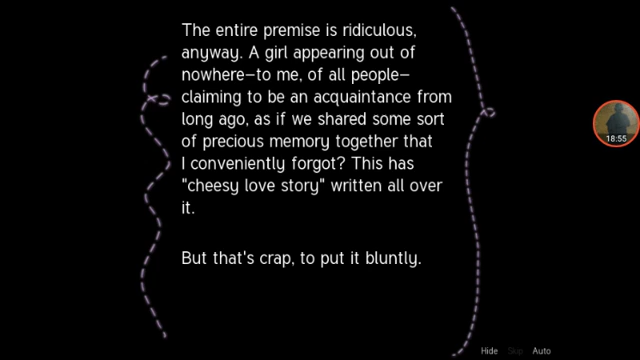 The entire premise is ridiculous,
anyway. A girl appearing out of
nowhere—to me, of all people—
claiming to be an acquaintance from
long ago, as if we shared some sort
of precious memory together that
I conveniently forgot? This has
"cheesy love story" written all over
it.
But that's crap, to put it bluntly.
18:55
Hide Skip Auto